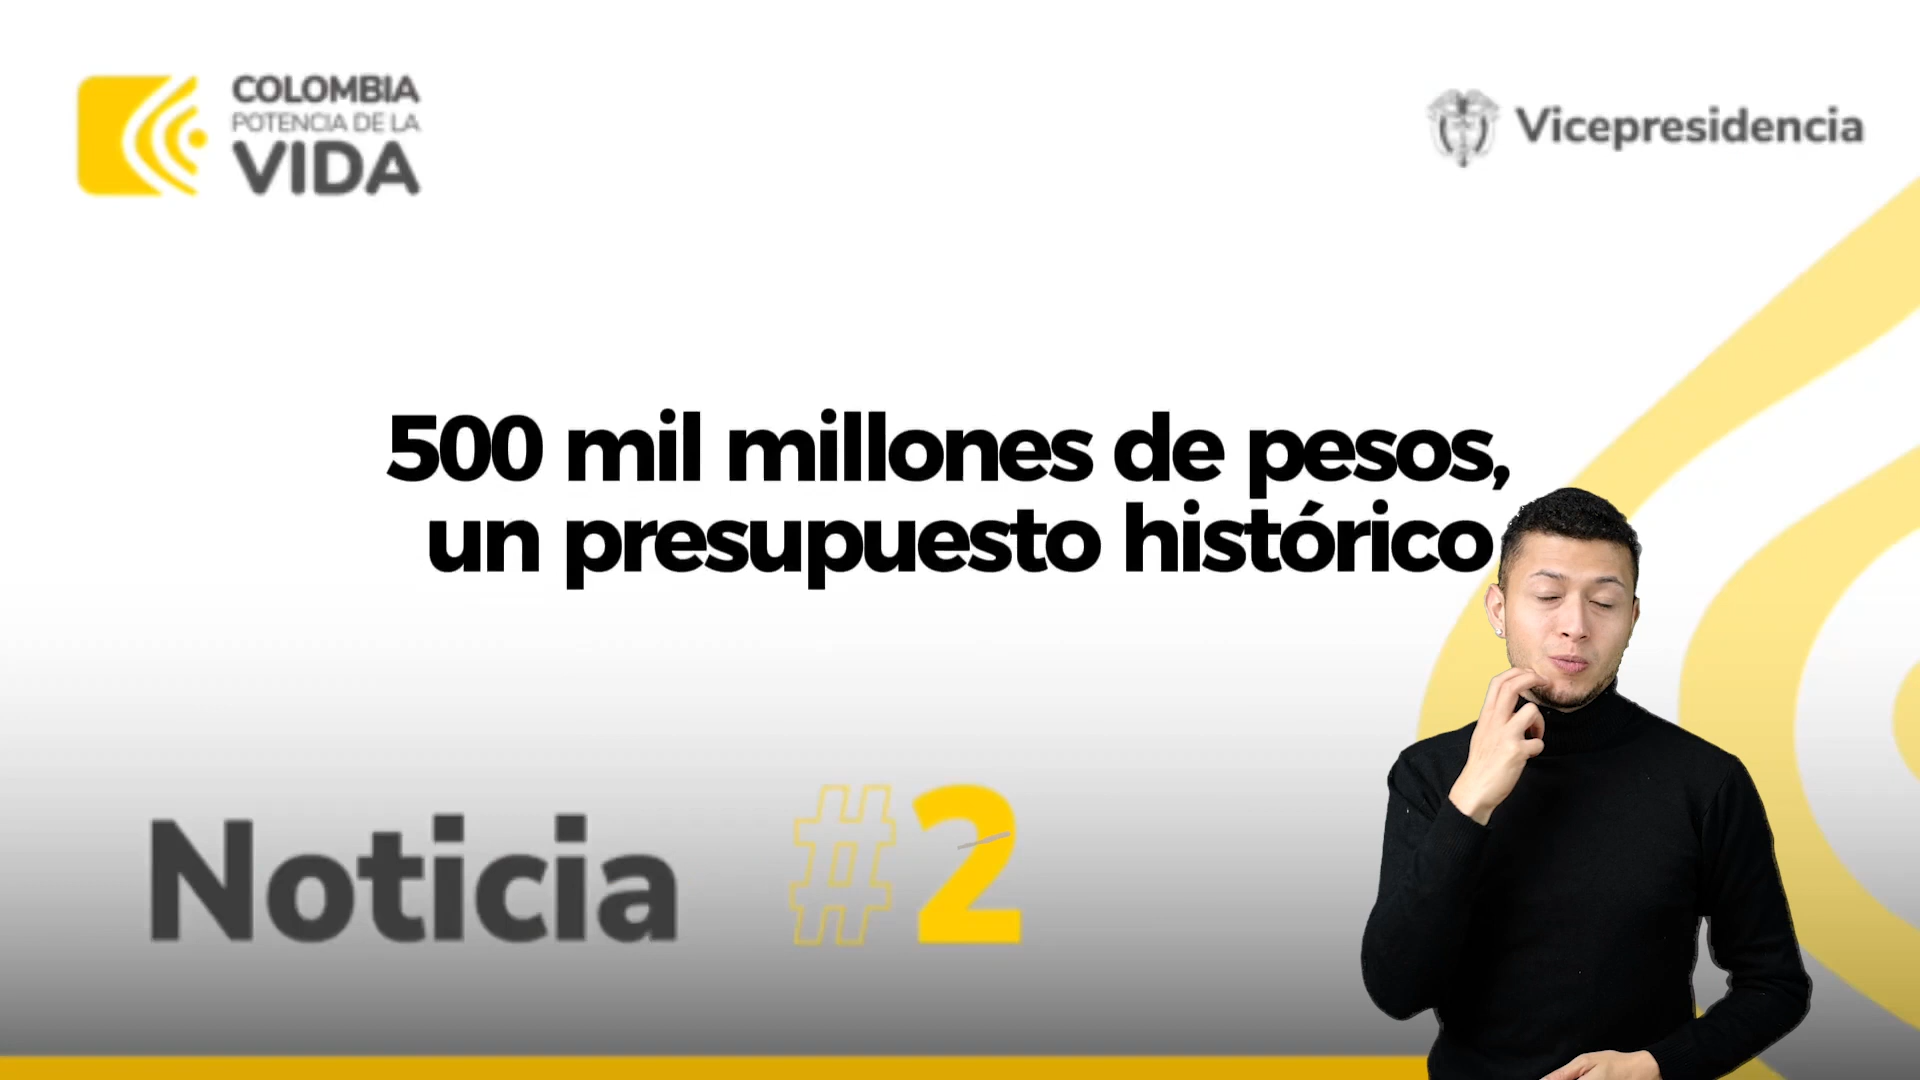 COLOMBIA
POTENCIA DE LA
VIDA
Vicepresidencia
500 mil millones de pesos,
un presupuesto histórico
Noticia #2